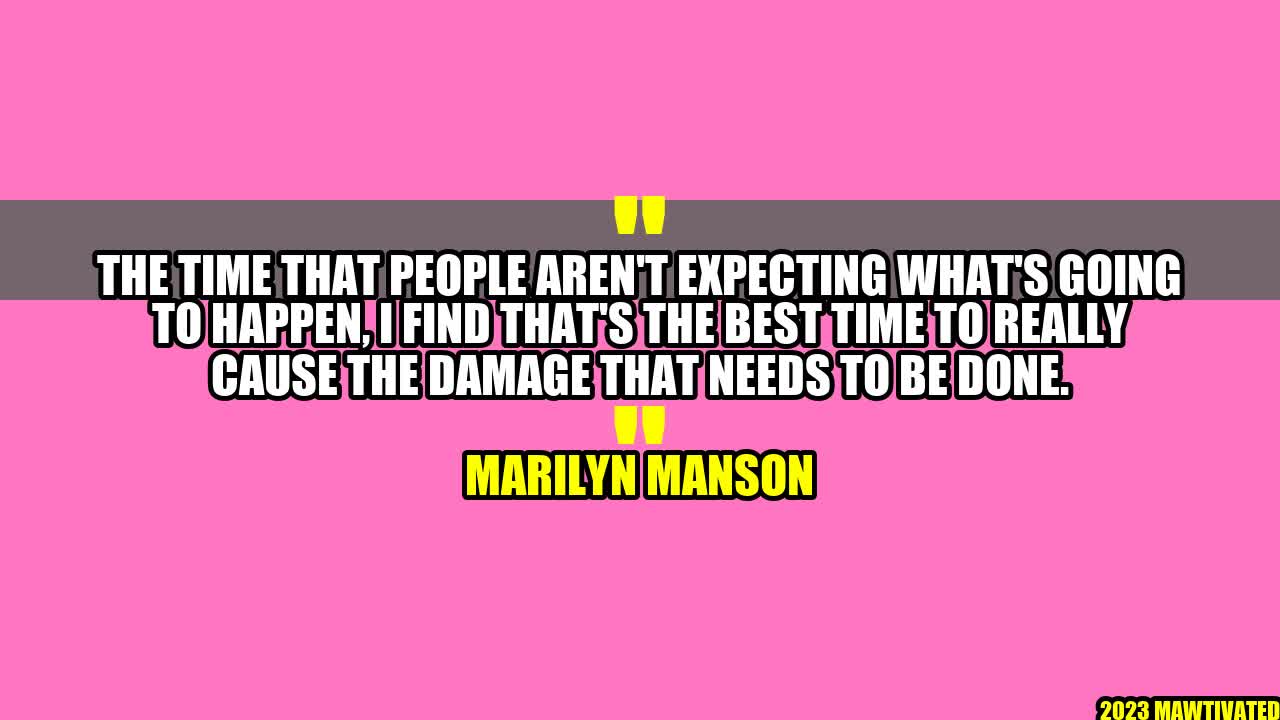 "
THE TIME THAT PEOPLE AREN'T EXPECTING WHAT'S GOING
TO HAPPEN, I FIND THAT'S THE BEST TIME TO REALLY
CAUSE THE DAMAGE THAT NEEDS TO BE DONE.
"
MARILYN MANSON
2023 MAWTIVATED